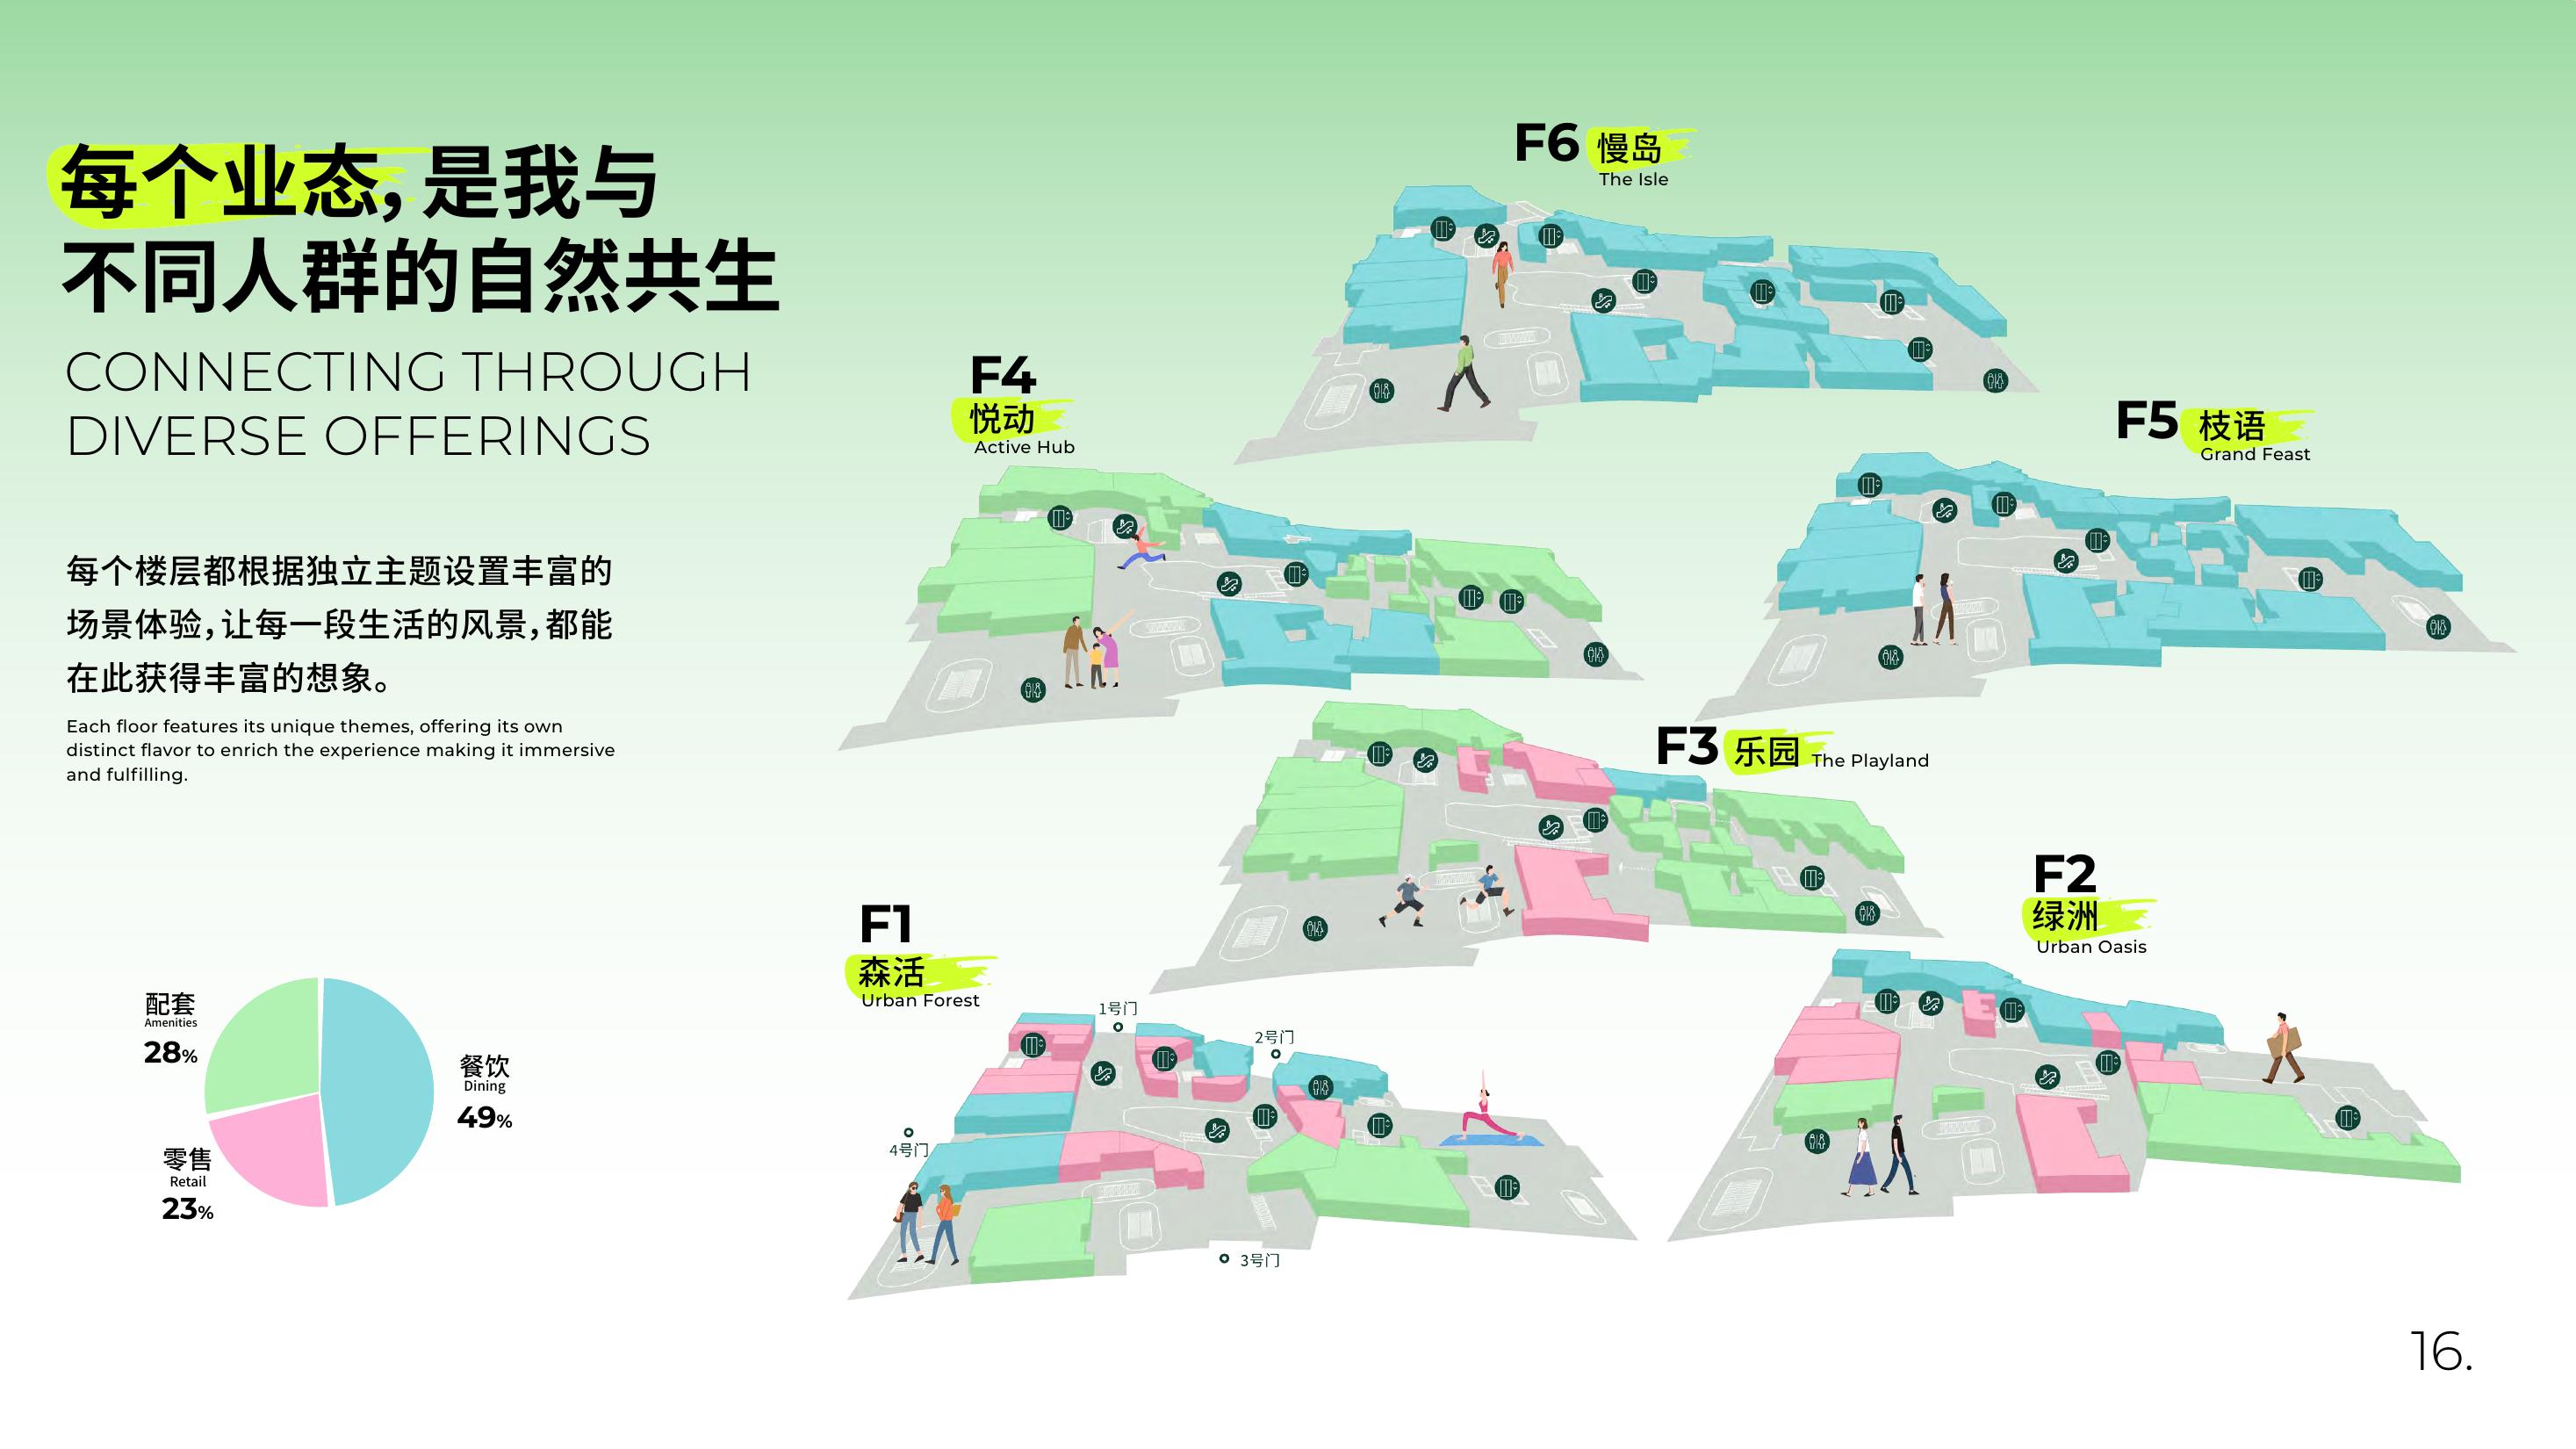 每个业态，是我与
不同人群的自然共生
CONNECTING THROUGH
DIVERSE OFFERINGS
每个楼层都根据独立主题设置丰富的
场景体验，让每一段生活的风景，都能
在此获得丰富的想象。
Each floor features its unique themes, offering its own
distinct flavor to enrich the experience making it immersive
and fulfilling.
配套
Amenities
28%
餐饮
Dining
49%
零售
Retail
23%
F6 慢岛
The Isle
F4
悦动
Active Hub
F5 枝语
Grand Feast
F3 乐园 The Playland
F2
绿洲
Urban Oasis
F1
森活
Urban Forest
1号门
2号门
4号门
3号门
16.